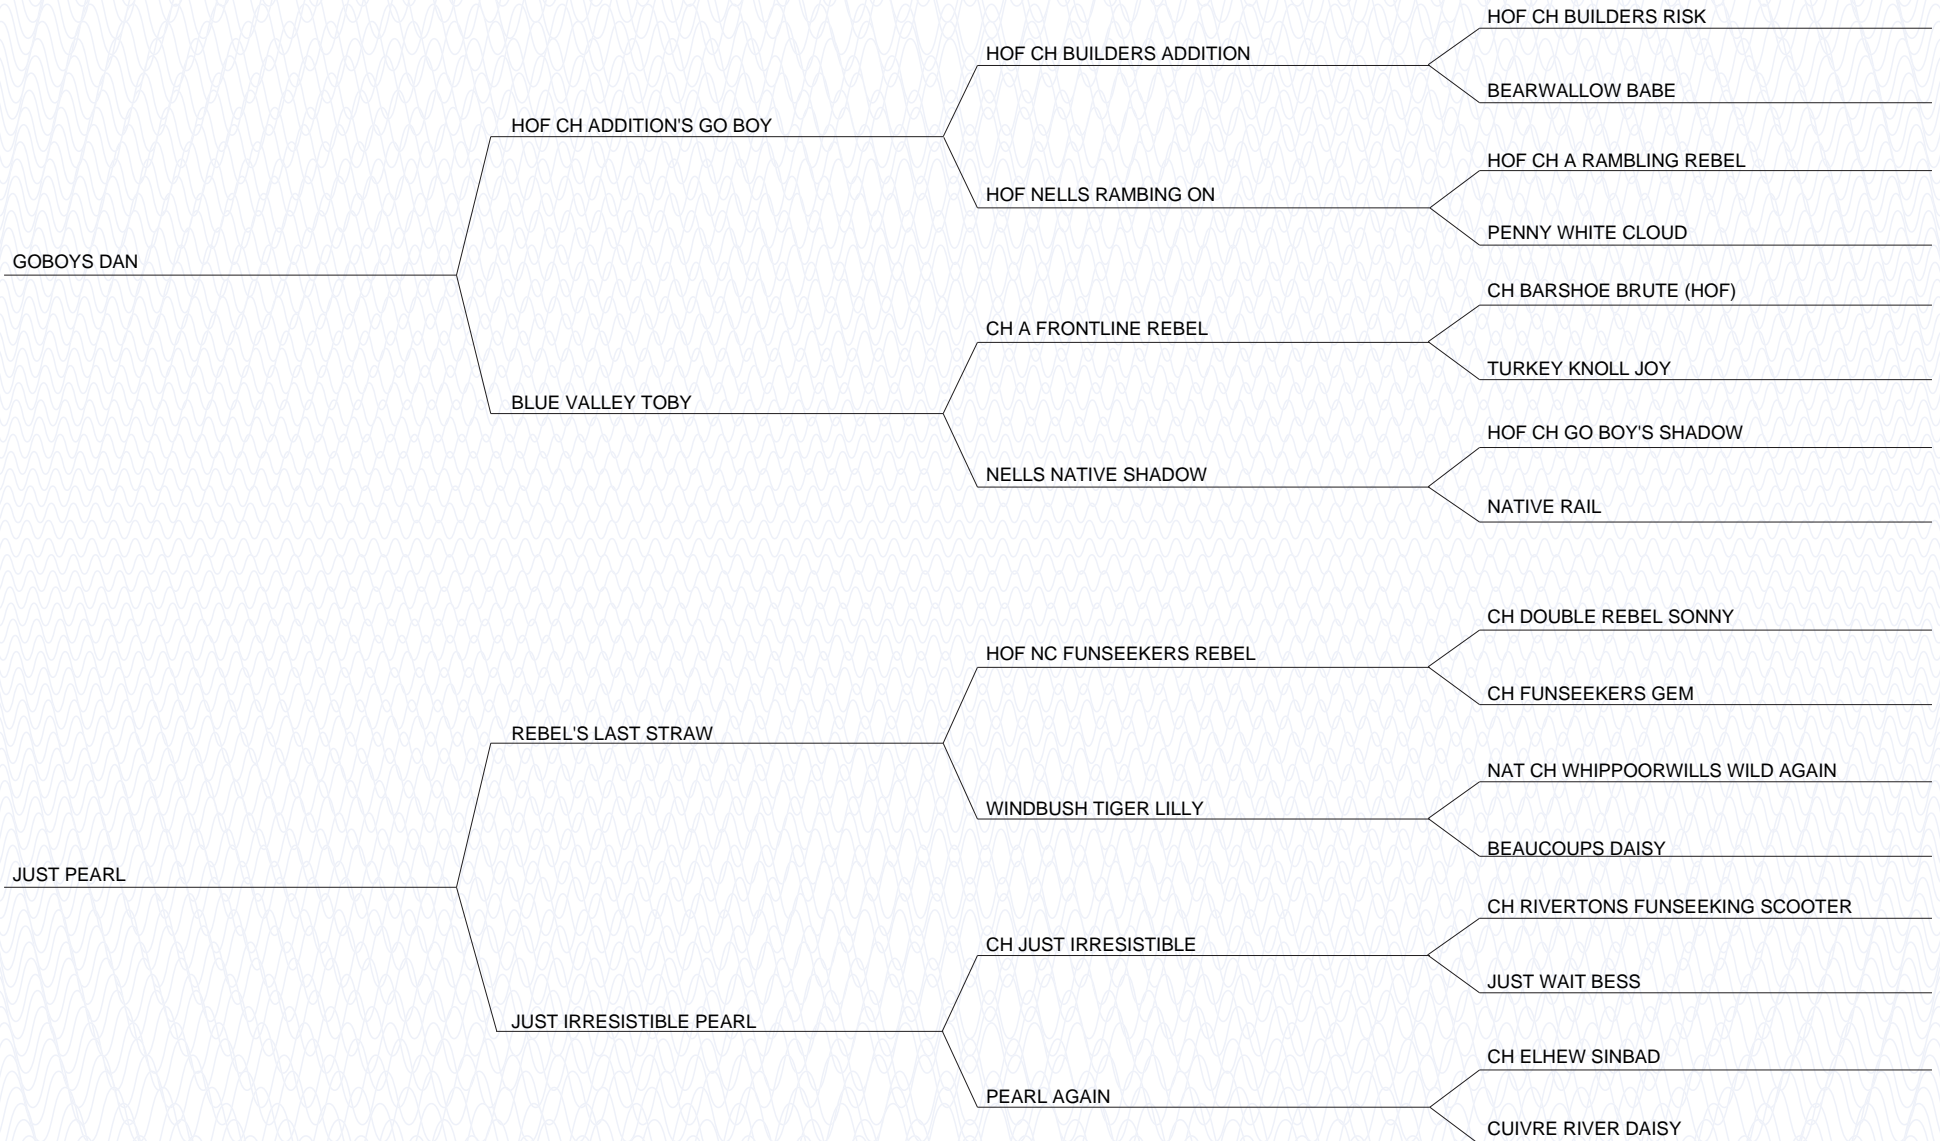 HOF CH BUILDERS RISK
HOF CH BUILDERS ADDITION
BEARWALLOW BABE
HOF CH ADDITION'S GO BOY
HOF CH A RAMBLING REBEL
HOF NELLS RAMBING ON
PENNY WHITE CLOUD
GOBOYS DAN
CH BARSHOE BRUTE (HOF)
CH A FRONTLINE REBEL
TURKEY KNOLL JOY
BLUE VALLEY TOBY
HOF CH GO BOY'S SHADOW
NELLS NATIVE SHADOW
NATIVE RAIL
CH DOUBLE REBEL SONNY
HOF NC FUNSEEKERS REBEL
CH FUNSEEKERS GEM
REBEL'S LAST STRAW
NAT CH WHIPPOORWILLS WILD AGAIN
WINDBUSH TIGER LILLY
BEAUCOUPS DAISY
JUST PEARL
CH RIVERTONS FUNSEEKING SCOOTER
CH JUST IRRESISTIBLE
JUST WAIT BESS
JUST IRRESISTIBLE PEARL
CH ELHEW SINBAD
PEARL AGAIN
CUIVRE RIVER DAISY